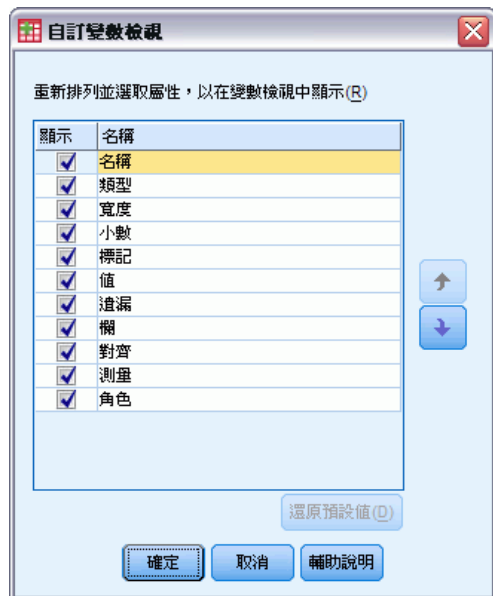 自訂變數檢視
重新排列並選取屬性，以在變數檢視中顯示(R)
顯示 名稱
名稱
類型
寬度
小數
標記
值
遺漏
欄
對齊
測量
角色
還原預設值(D)
確定 取消 輔助說明